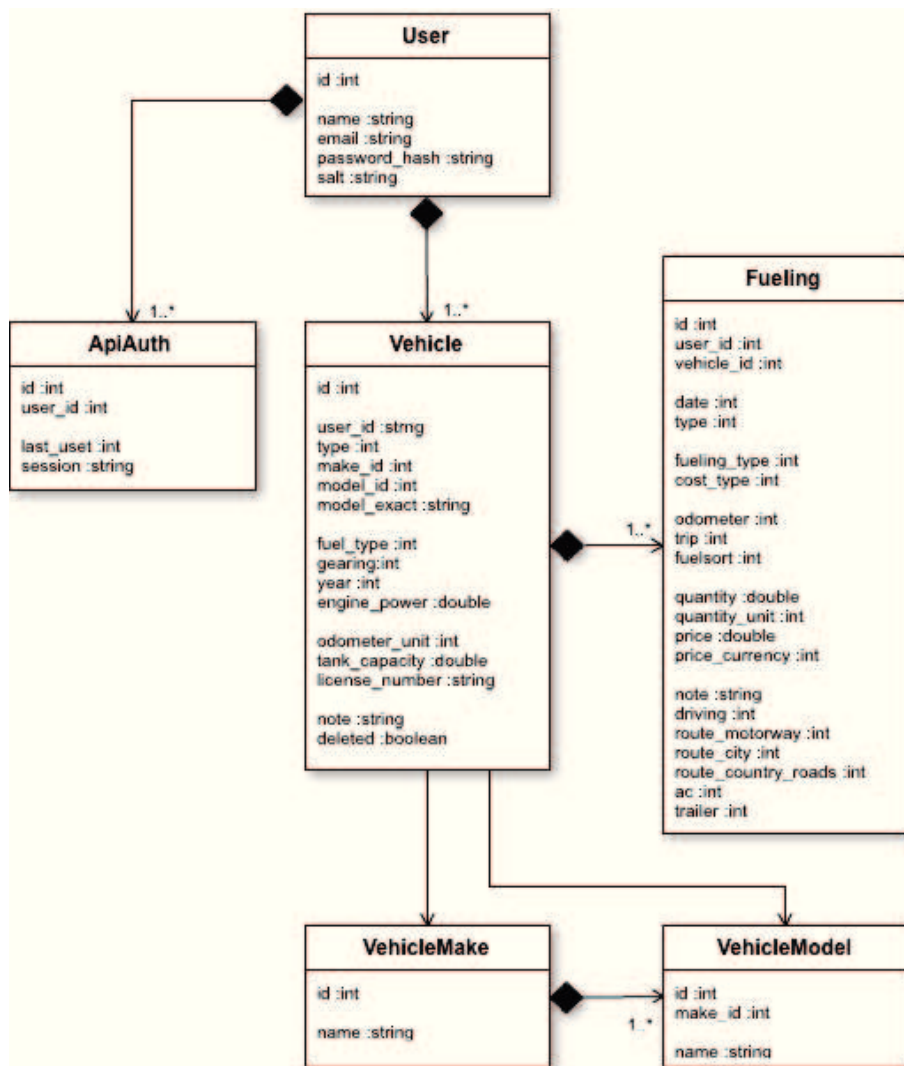 User
id :int
name :string
email :string
password_hash :string
salt :string
1..*
1..*
ApiAuth
id :int
user_id :int
last_uset :int
session :string
Vehicle
id :int
user_id :strng
type :int
make_id :int
model_id :int
model_exact :string
fuel_type :int
gearing:int
year :int
engine_power :double
odometer_unit :int
tank_capacity :double
license_number :string
note :string
deleted :boolean
1..*
Fueling
id :int
user_id :int
vehicle_id :int
date :int
type :int
fueling_type :int
cost_type :int
odometer :int
trip :int
fuelsort :int
quantity :double
quantity_unit :int
price :double
price_currency :int
note :string
driving :int
route_motorway :int
route_city :int
route_country_roads :int
ac :int
trailer :int
VehicleMake
id :int
name :string
1..*
VehicleModel
id :int
make_id :int
name :string